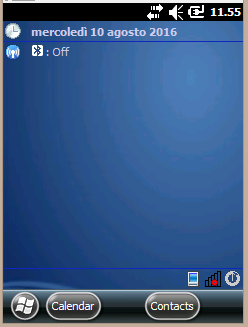 11.55
mercoledì 10 agosto 2016
: Off
Calendar
Contacts